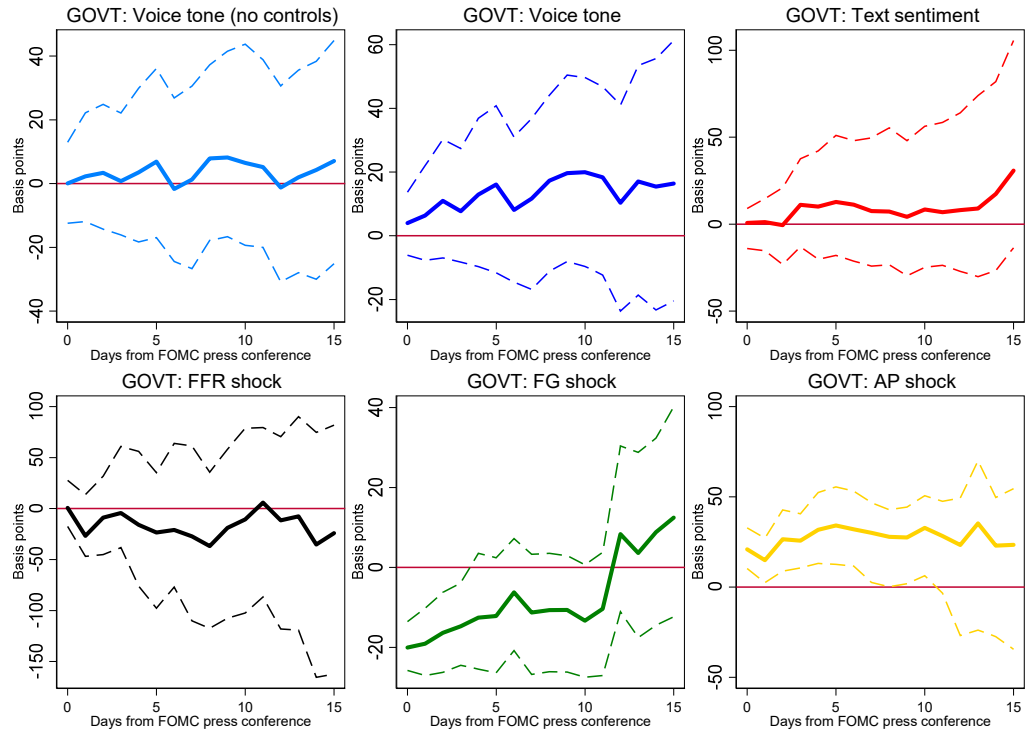 GOVT: Voice tone (no controls)
Basis points
40
20
0
-20
-40
0 5 10 15
Days from FOMC press conference
GOVT: Voice tone
Basis points
60
40
20
0
-20
0 5 10 15
Days from FOMC press conference
GOVT: Text sentiment
Basis points
100
50
0
-50
0 5 10 15
Days from FOMC press conference
GOVT: FFR shock
Basis points
100
50
0
-50
-100
-150
0 5 10 15
Days from FOMC press conference
GOVT: FG shock
Basis points
40
20
0
-20
0 5 10 15
Days from FOMC press conference
GOVT: AP shock
Basis points
100
50
0
-50
0 5 10 15
Days from FOMC press conference